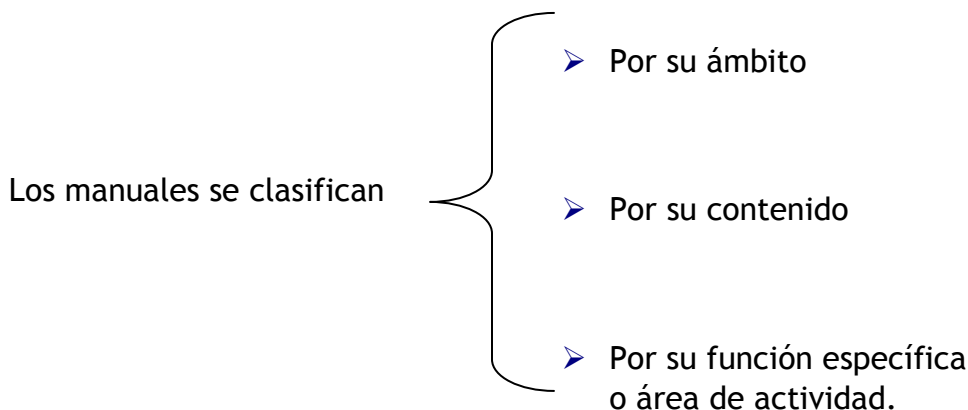 Los manuales se clasifican
Por su ámbito
Por su contenido
Por su función específica
o área de actividad.